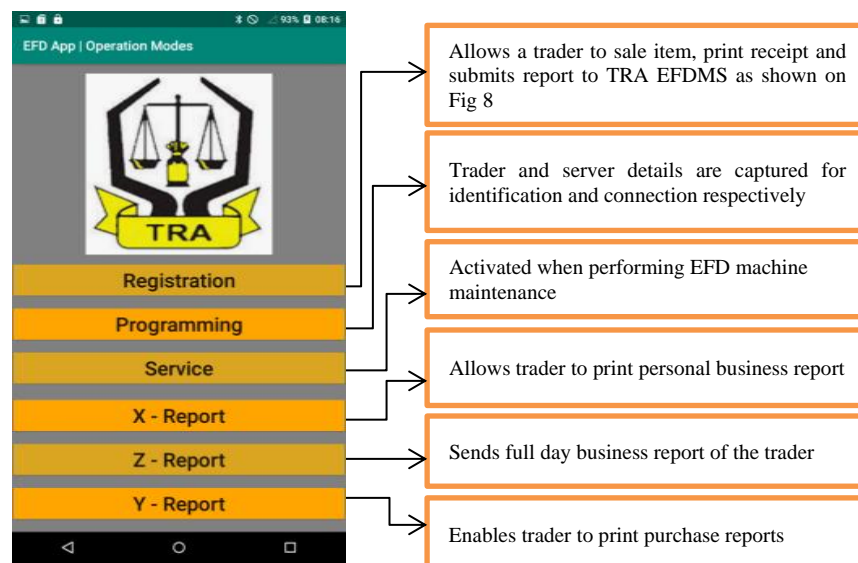 93% 08:16
EFD App | Operation Modes
TRA
Registration
Programming
Service
X - Report
Z - Report
Y - Report
Allows a trader to sale item, print receipt and
submits report to TRA EFDMS as shown on
Fig 8
Trader and server details are captured for
identification and connection respectively
Activated when performing EFD machine
maintenance
Allows trader to print personal business report
Sends full day business report of the trader
Enables trader to print purchase reports